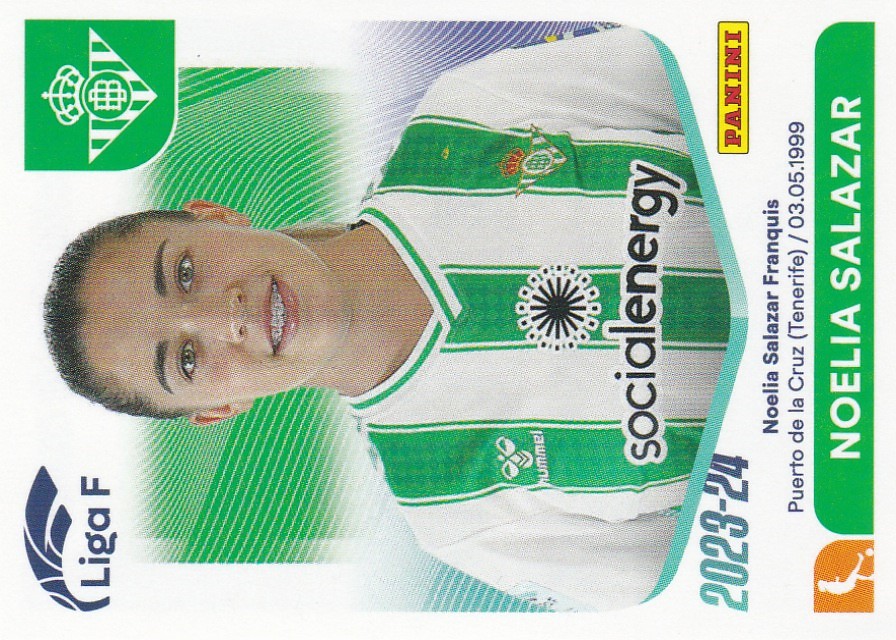 Liga F
hummel
socialenergy
2023-24
PANINI
Noelia Salazar Franquis
Puerto de la Cruz (Tenerife) / 03.05.1999
NOELIA SALAZAR